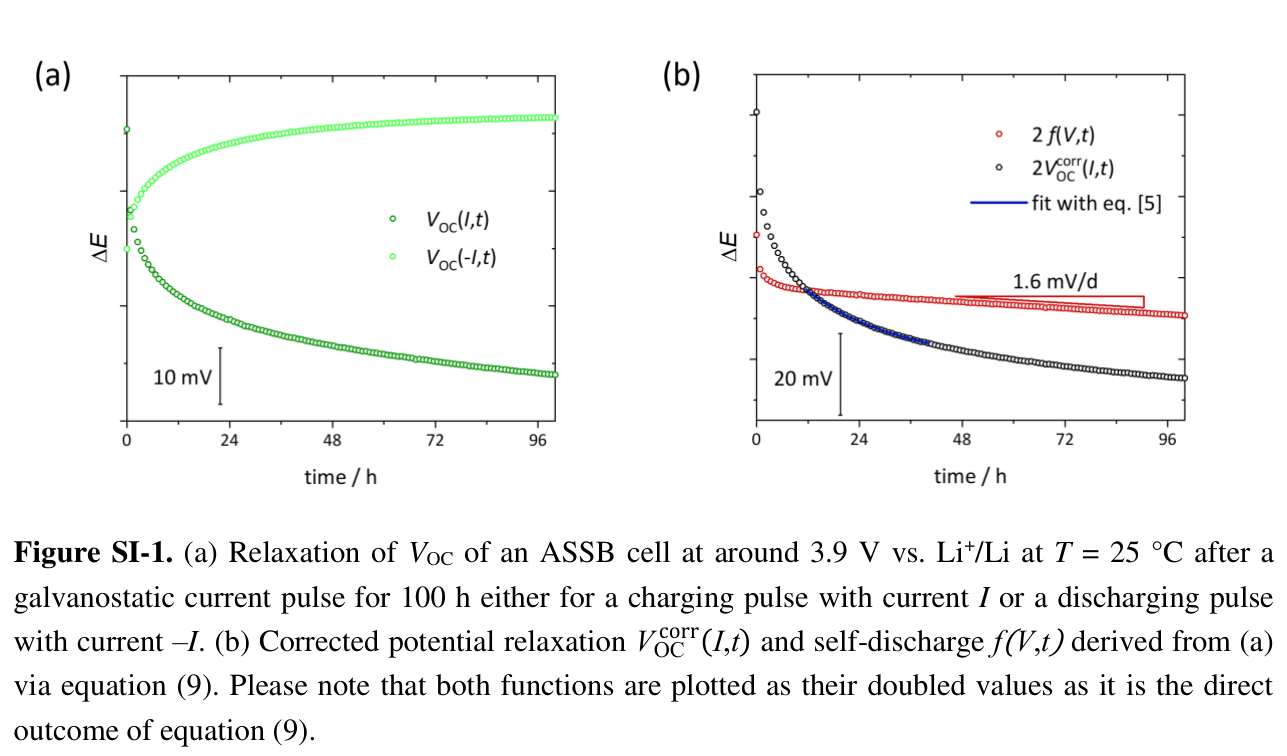 (a)
ΔE
V_OC(I,t)
V_OC(-I,t)
10 mV
0 24 48 72 96
time / h
(b)
ΔE
2 f(V,t)
2V_OC^corr(I,t)
fit with eq. [5]
1.6 mV/d
20 mV
0 24 48 72 96
time / h
Figure SI-1. (a) Relaxation of V_OC of an ASSB cell at around 3.9 V vs. Li⁺/Li at T = 25 °C after a
galvanostatic current pulse for 100 h either for a charging pulse with current I or a discharging pulse
with current –I. (b) Corrected potential relaxation V_OC^corr(I,t) and self-discharge f(V,t) derived from (a)
via equation (9). Please note that both functions are plotted as their doubled values as it is the direct
outcome of equation (9).